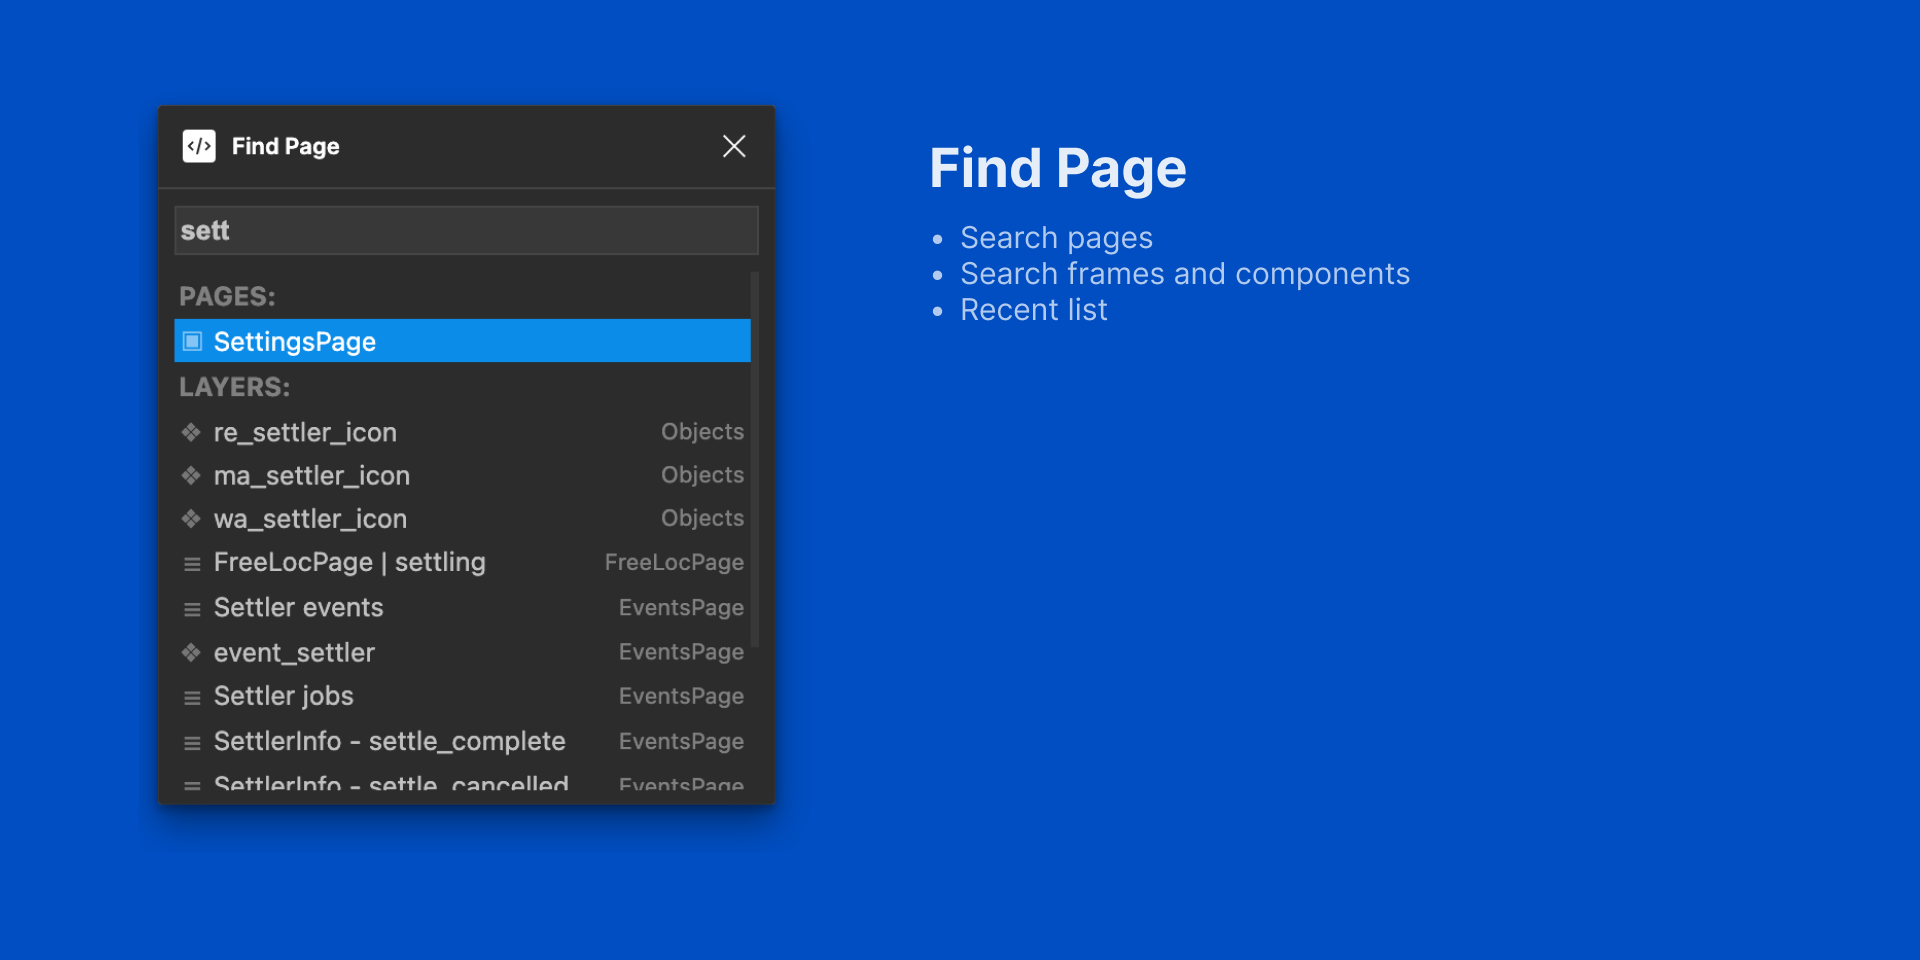 </> Find Page
sett
PAGES:
SettingsPage
LAYERS:
re_settler_icon Objects
ma_settler_icon Objects
wa_settler_icon Objects
FreeLocPage | settling FreeLocPage
Settler events EventsPage
event_settler EventsPage
Settler jobs EventsPage
SettlerInfo - settle_complete EventsPage
SettlerInfo - settle_cancelled EventsPage
Find Page
• Search pages
• Search frames and components
• Recent list